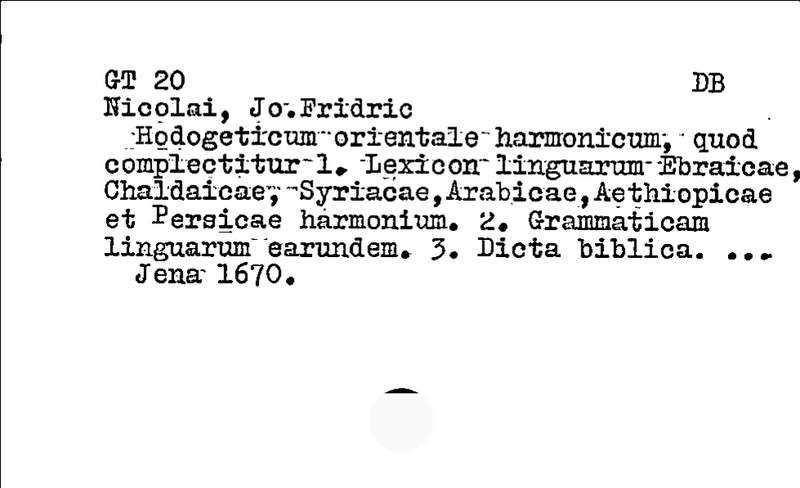 GT 20 DB
Nicolai, Jo.Fridric
Hodogeticum orientale harmonicum, quod
complectitur 1. Lexicon linguarum Ebraicae,
Chaldaicae, Syriacae,Arabicae,Aethiopicae
et Persicae harmonium. 2. Grammaticam
linguarum earundem. 3. Dicta biblica. ...
Jena 1670.